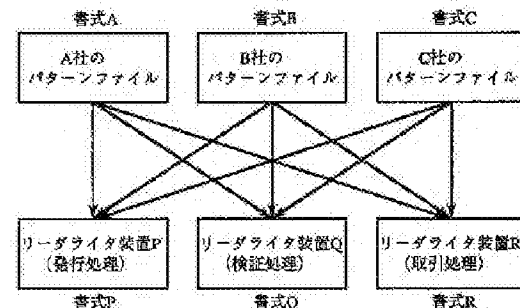 書式A 書式B 書式C
A社の B社の C社の
パターンファイル パターンファイル パターンファイル
リーダライタ装置P リーダライタ装置Q リーダライタ装置R
(発行処理) (検証処理) (取引処理)
書式P 書式Q 書式R